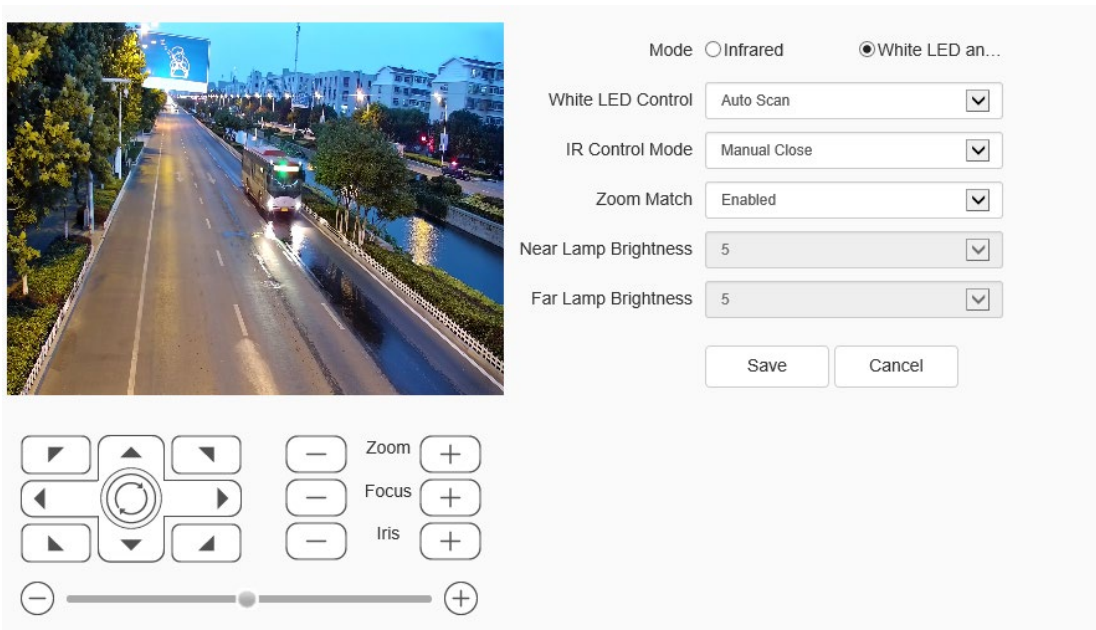 Mode Infrared White LED an...
White LED Control Auto Scan
IR Control Mode Manual Close
Zoom Match Enabled
Near Lamp Brightness 5
Far Lamp Brightness 5
Save Cancel
Zoom
Focus
Iris